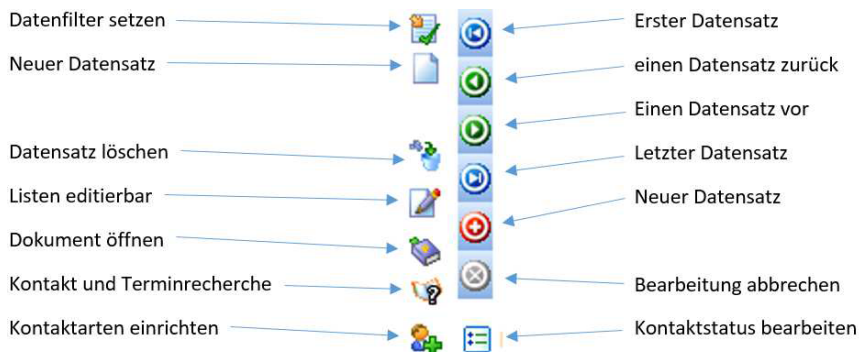 Datenfilter setzen
Neuer Datensatz
Datensatz löschen
Listen editierbar
Dokument öffnen
Kontakt und Terminrecherche
Kontaktarten einrichten
Erster Datensatz
einen Datensatz zurück
Einen Datensatz vor
Letzter Datensatz
Neuer Datensatz
Bearbeitung abbrechen
Kontaktstatus bearbeiten